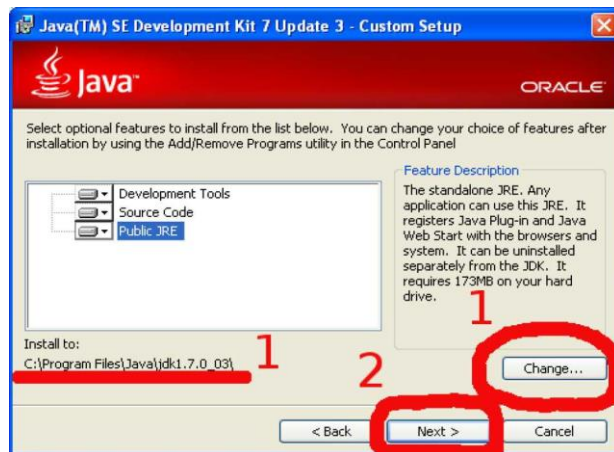 Java(TM) SE Development Kit 7 Update 3 - Custom Setup
Java™
ORACLE®
Select optional features to install from the list below. You can change your choice of features after
installation by using the Add/Remove Programs utility in the Control Panel
Development Tools
Source Code
Public JRE
Feature Description
The standalone JRE. Any
application can use this JRE. It
registers Java Plug-in and Java
Web Start with the browsers and
system. It can be uninstalled
separately from the JDK. It
requires 173MB on your hard
drive.
1
Install to:
C:\Program Files\Java\jdk1.7.0_03\
1
Change...
2
< Back
Next >
Cancel